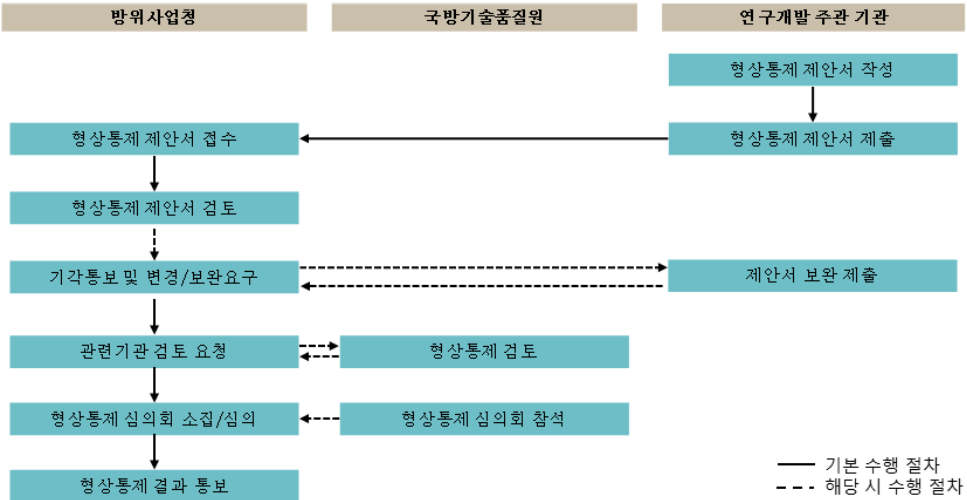 방위사업청
국방기술품질원
연구개발 주관 기관
형상통제 제안서 작성
형상통제 제안서 접수
형상통제 제안서 제출
형상통제 제안서 검토
기각통보 및 변경/보완요구
제안서 보완 제출
관련기관 검토 요청
형상통제 검토
형상통제 심의회 소집/심의
형상통제 심의회 참석
형상통제 결과 통보
기본 수행 절차
해당 시 수행 절차